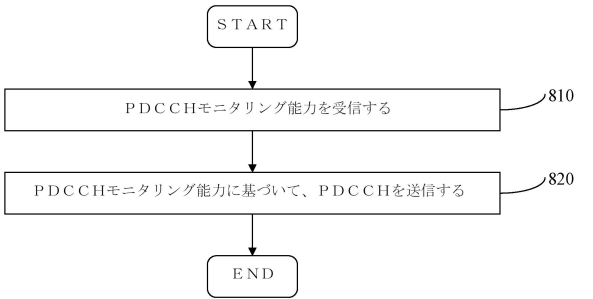 ＳＴＡＲＴ
ＰＤＣＣＨモニタリング能力を受信する
810
ＰＤＣＣＨモニタリング能力に基づいて、ＰＤＣＣＨを送信する
820
ＥＮＤ